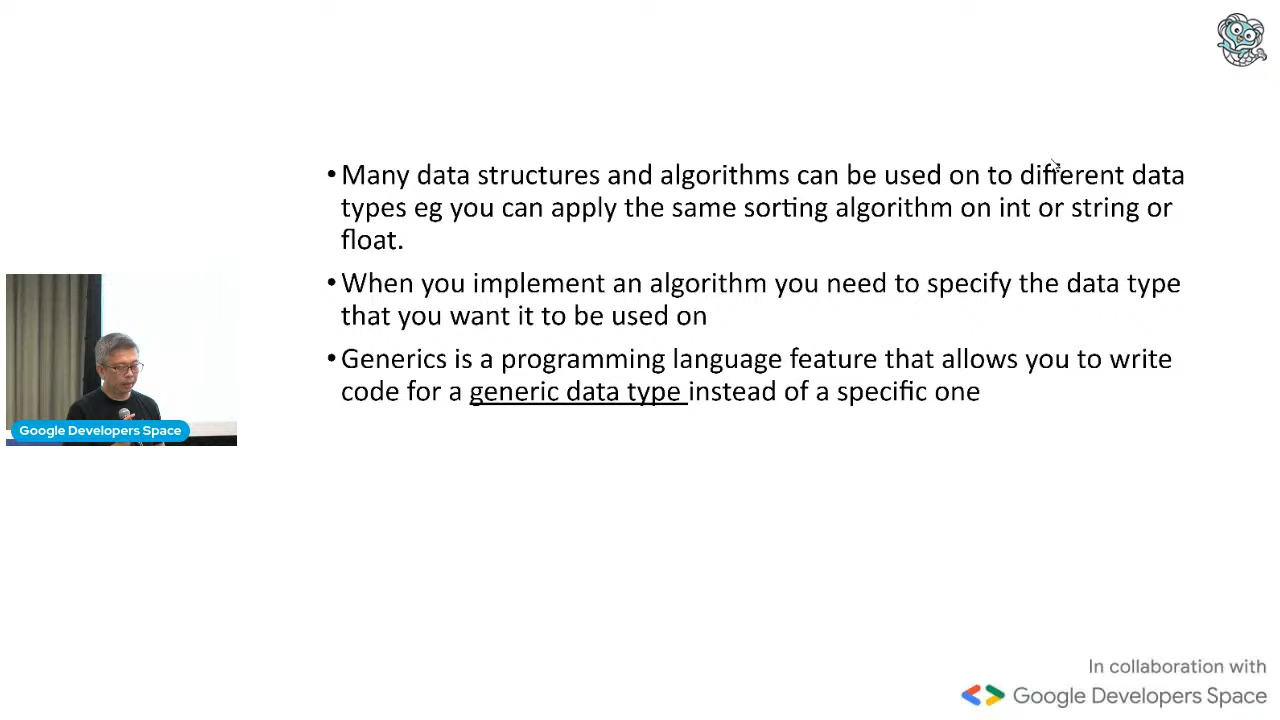 • Many data structures and algorithms can be used on to different data
types eg you can apply the same sorting algorithm on int or string or
float.
• When you implement an algorithm you need to specify the data type
that you want it to be used on
• Generics is a programming language feature that allows you to write
code for a generic data type instead of a specific one
Google Developers Space
In collaboration with
Google Developers Space